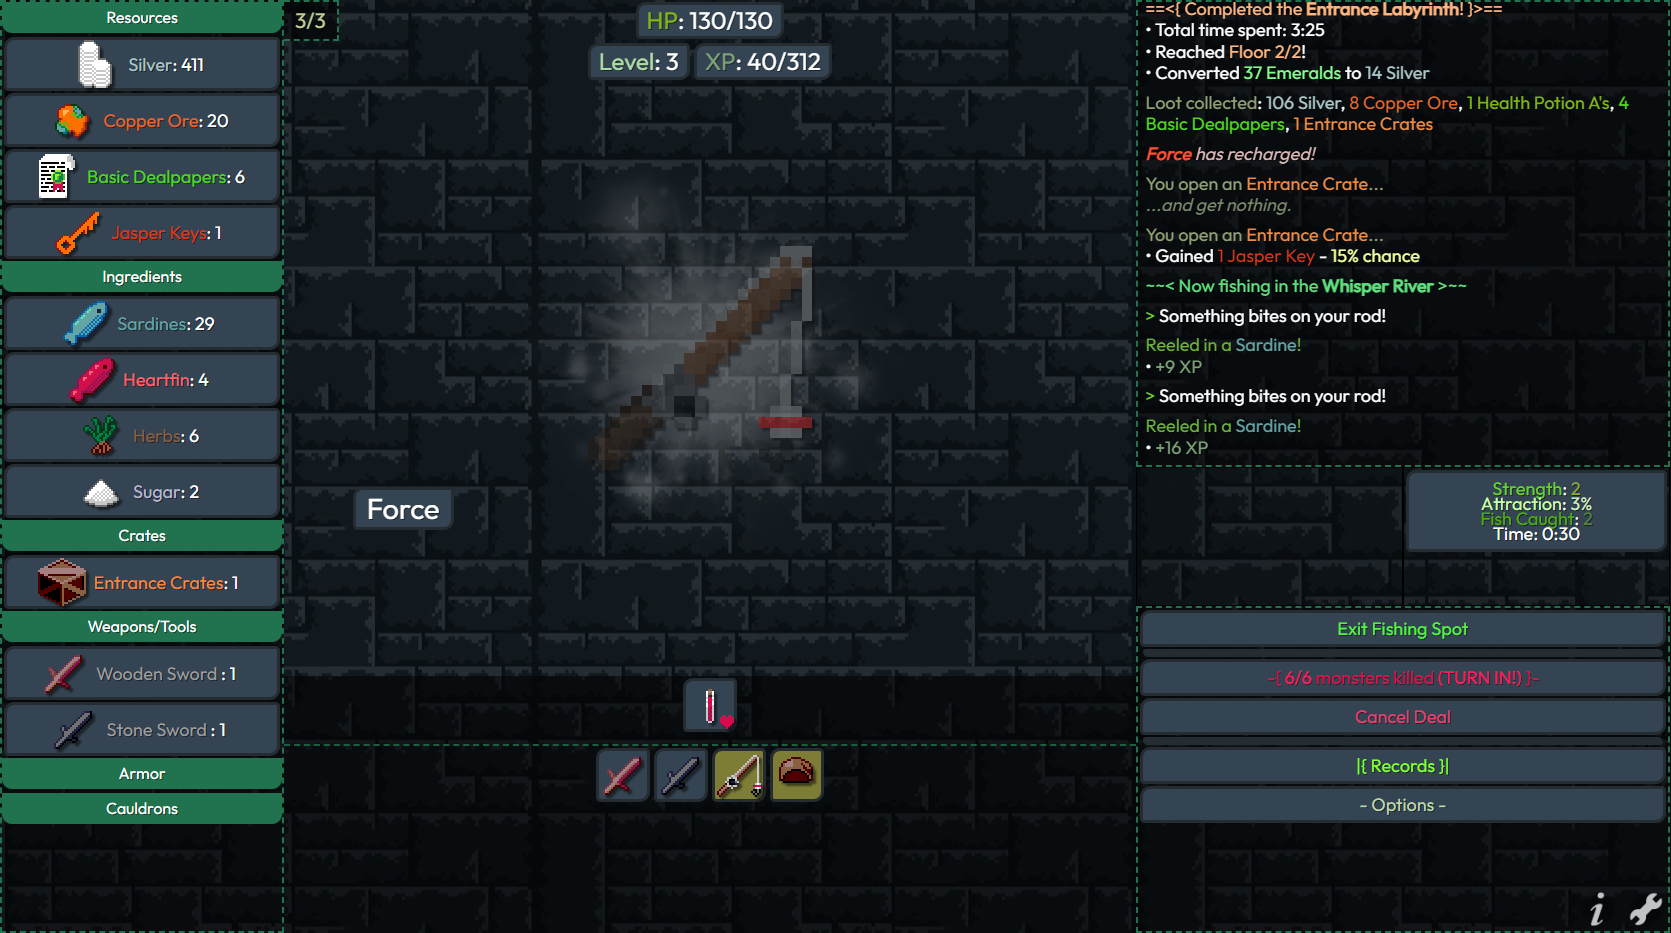 Resources
Silver: 411
Copper Ore: 20
Basic Dealpapers: 6
Jasper Keys: 1
Ingredients
Sardines: 29
Heartfin: 4
Herbs: 6
Sugar: 2
Crates
Entrance Crates: 1
Weapons/Tools
Wooden Sword : 1
Stone Sword : 1
Armor
Cauldrons
3/3
HP: 130/130
Level: 3
XP: 40/312
Force
==<{ Completed the Entrance Labyrinth! }>==
• Total time spent: 3:25
• Reached Floor 2/2!
• Converted 37 Emeralds to 14 Silver
Loot collected: 106 Silver, 8 Copper Ore, 1 Health Potion A's, 4
Basic Dealpapers, 1 Entrance Crates
Force has recharged!
You open an Entrance Crate...
...and get nothing.
You open an Entrance Crate...
• Gained 1 Jasper Key - 15% chance
~~< Now fishing in the Whisper River >~~
> Something bites on your rod!
Reeled in a Sardine!
• +9 XP
> Something bites on your rod!
Reeled in a Sardine!
• +16 XP
Strength: 2
Attraction: 3%
Fish Caught: 2
Time: 0:30
Exit Fishing Spot
-{ 6/6 monsters killed (TURN IN!) }-
Cancel Deal
|{ Records }|
- Options -
i